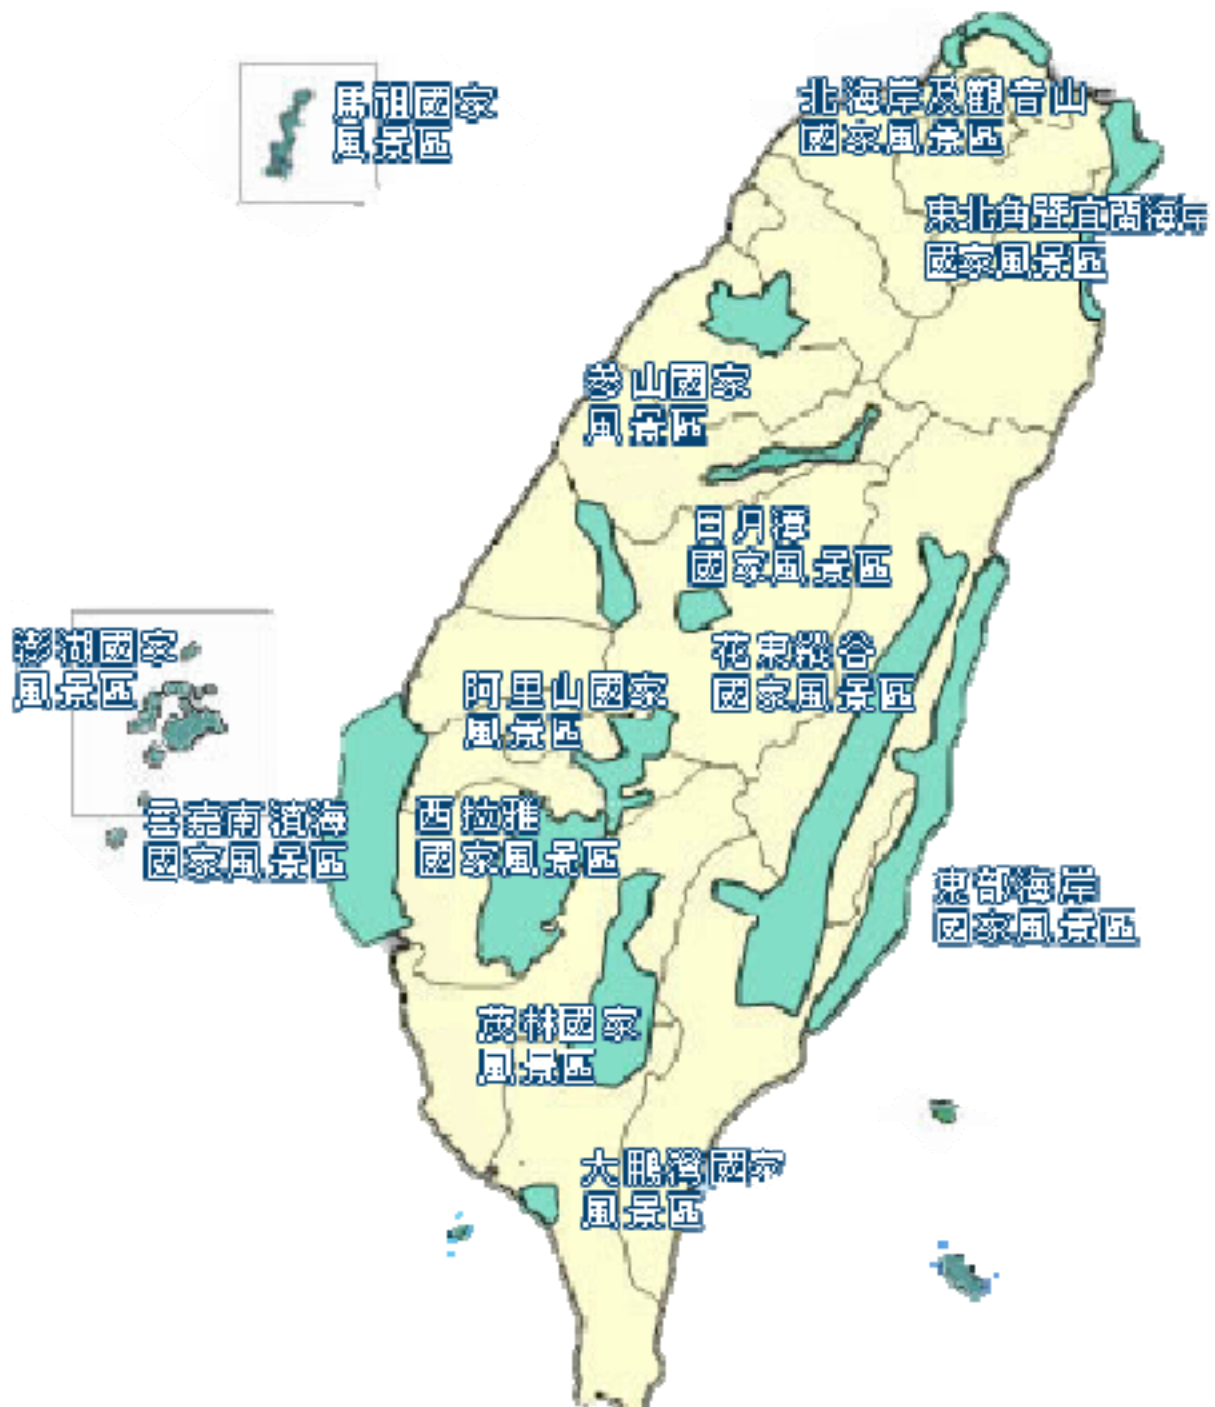 馬祖國家
風景區
北海岸及觀音山
國家風景區
東北角暨宜蘭海岸
國家風景區
參山國家
風景區
日月潭
國家風景區
澎湖國家
風景區
花東縱谷
國家風景區
阿里山國家
風景區
雲嘉南濱海
國家風景區
西拉雅
國家風景區
東部海岸
國家風景區
茂林國家
風景區
大鵬灣國家
風景區